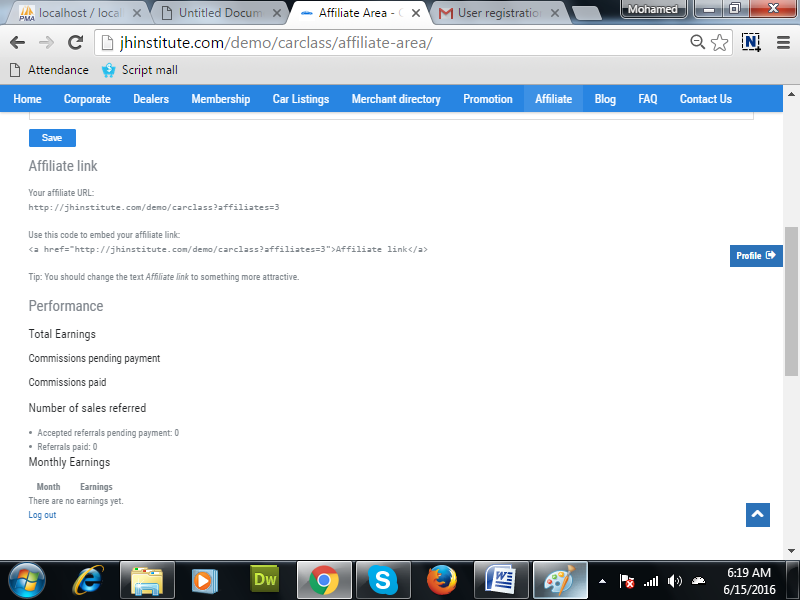 localhost / local
Untitled Docum
Affiliate Area - C
User registratio
Mohamed
jhinstitute.com/demo/carclass/affiliate-area/
Attendance
Script mall
Home Corporate Dealers Membership Car Listings Merchant directory Promotion Affiliate Blog FAQ Contact Us
Save
Affiliate link
Your affiliate URL:
http://jhinstitute.com/demo/carclass?affiliates=3
Use this code to embed your affiliate link:
<a href="http://jhinstitute.com/demo/carclass?affiliates=3">Affiliate link</a>
Profile
Tip: You should change the text Affiliate link to something more attractive.
Performance
Total Earnings
Commissions pending payment
Commissions paid
Number of sales referred
• Accepted referrals pending payment: 0
• Referrals paid: 0
Monthly Earnings
Month Earnings
There are no earnings yet.
Log out
Dw
6:19 AM
6/15/2016